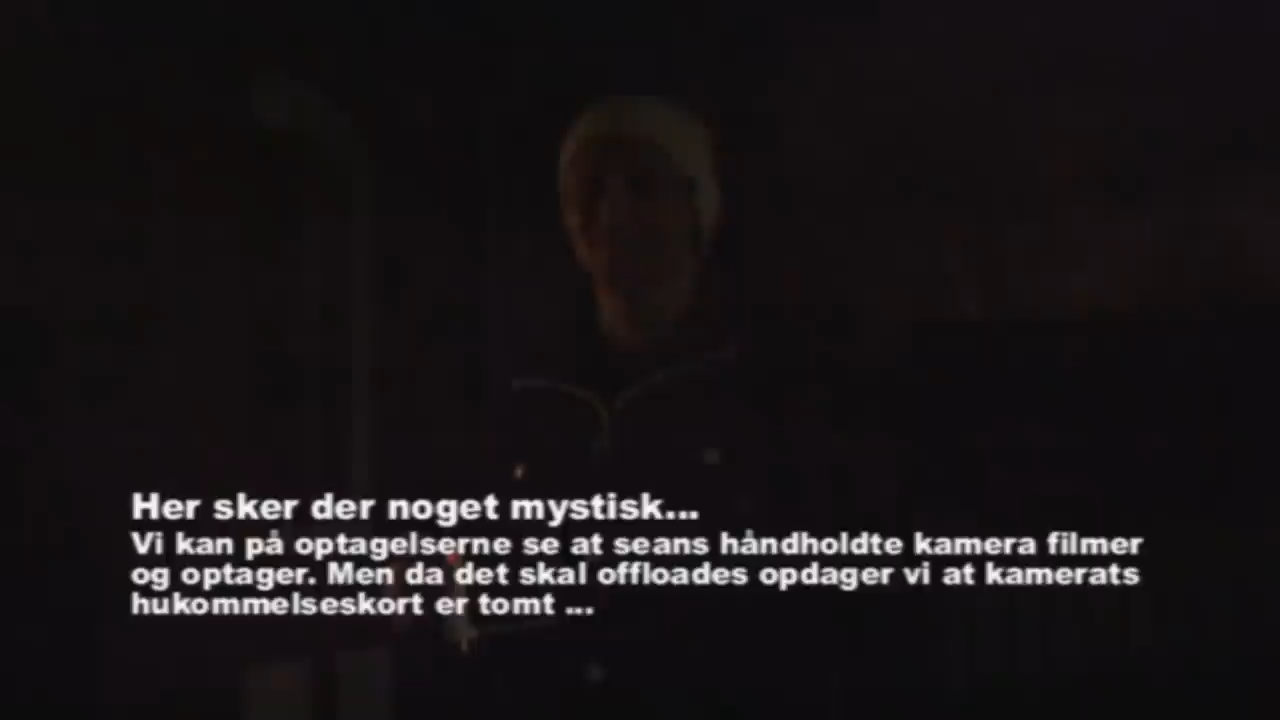 Her sker der noget mystisk...
Vi kan på optagelserne se at seans håndholdte kamera filmer
og optager. Men da det skal offloades opdager vi at kamerats
hukommelseskort er tomt ...